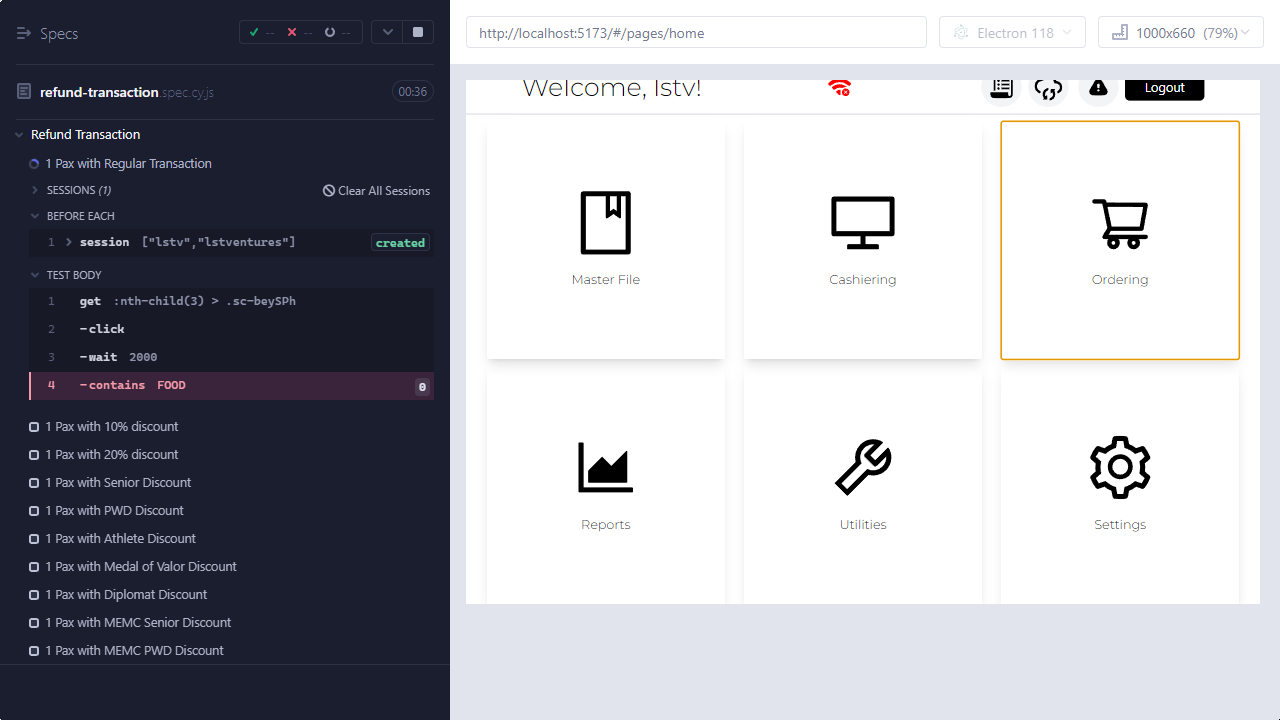 Specs
--
--
--
refund-transaction.spec.cy.js
00:36
Refund Transaction
1 Pax with Regular Transaction
SESSIONS (1)
Clear All Sessions
BEFORE EACH
1 session ["lstv","lstventures"] created
TEST BODY
1 get :nth-child(3) > .sc-beySPh
2 -click
3 -wait 2000
4 -contains FOOD 0
1 Pax with 10% discount
1 Pax with 20% discount
1 Pax with Senior Discount
1 Pax with PWD Discount
1 Pax with Athlete Discount
1 Pax with Medal of Valor Discount
1 Pax with Diplomat Discount
1 Pax with MEMC Senior Discount
1 Pax with MEMC PWD Discount
http://localhost:5173/#/pages/home
Electron 118
1000x660 (79%)
Welcome, lstv!
Logout
Master File
Cashiering
Ordering
Reports
Utilities
Settings